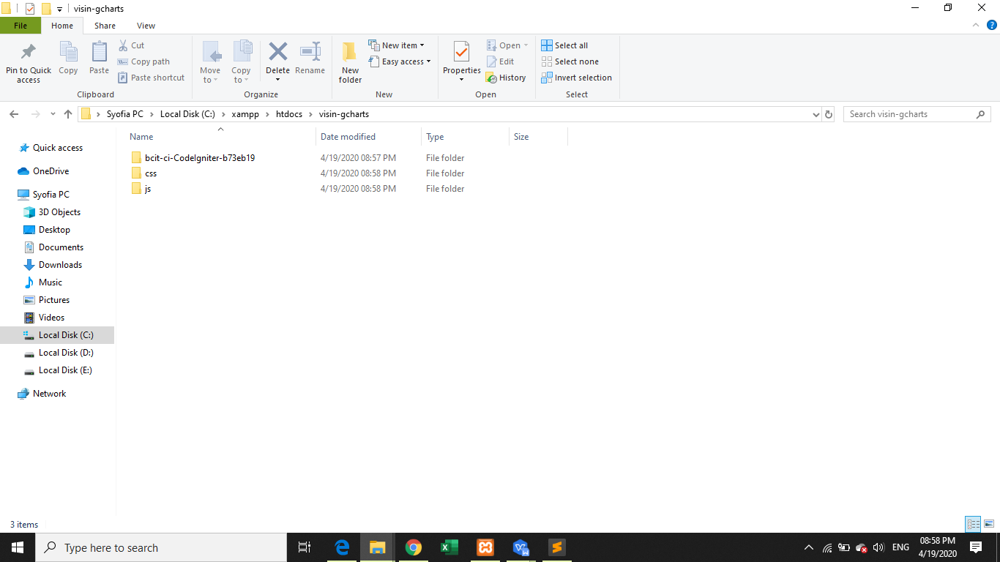 visin-gcharts
File Home Share View
Pin to Quick access
Copy
Paste
Cut
Copy path
Paste shortcut
Clipboard
Move to
Copy to
Delete
Rename
Organize
New folder
New item
Easy access
New
Properties
Open
Edit
History
Open
Select all
Select none
Invert selection
Select
Syofia PC › Local Disk (C:) › xampp › htdocs › visin-gcharts
Search visin-gcharts
Name Date modified Type Size
bcit-ci-CodeIgniter-b73eb19 4/19/2020 08:57 PM File folder
css 4/19/2020 08:58 PM File folder
js 4/19/2020 08:58 PM File folder
Quick access
OneDrive
Syofia PC
3D Objects
Desktop
Documents
Downloads
Music
Pictures
Videos
Local Disk (C:)
Local Disk (D:)
Local Disk (E:)
Network
3 items
Type here to search
ENG
08:58 PM
4/19/2020